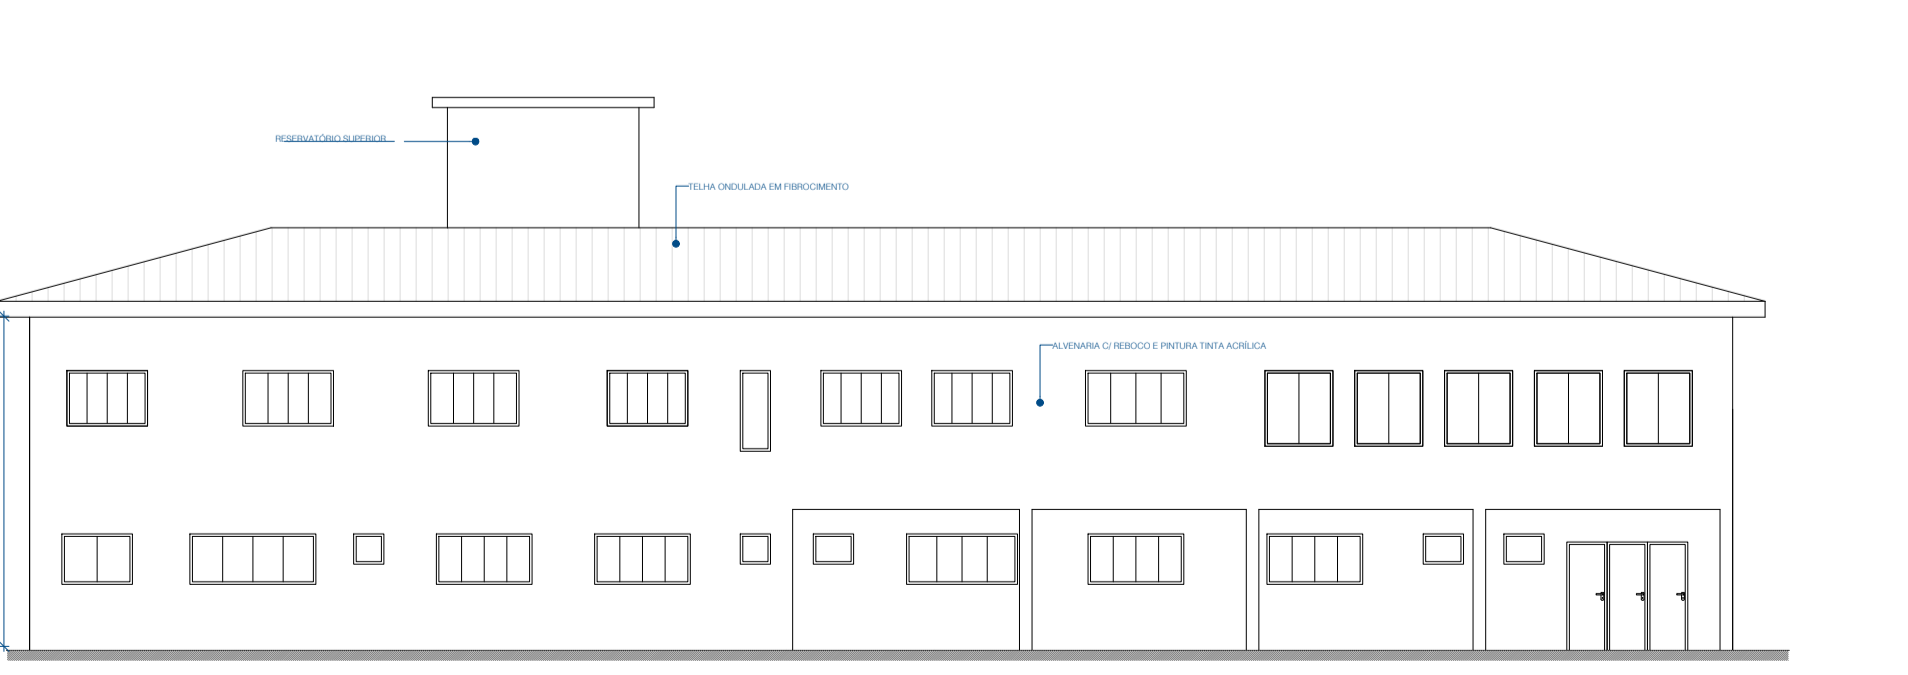 RESERVATÓRIO SUPERIOR
TELHA ONDULADA EM FIBROCIMENTO
ALVENARIA C/ REBOCO E PINTURA TINTA ACRÍLICA